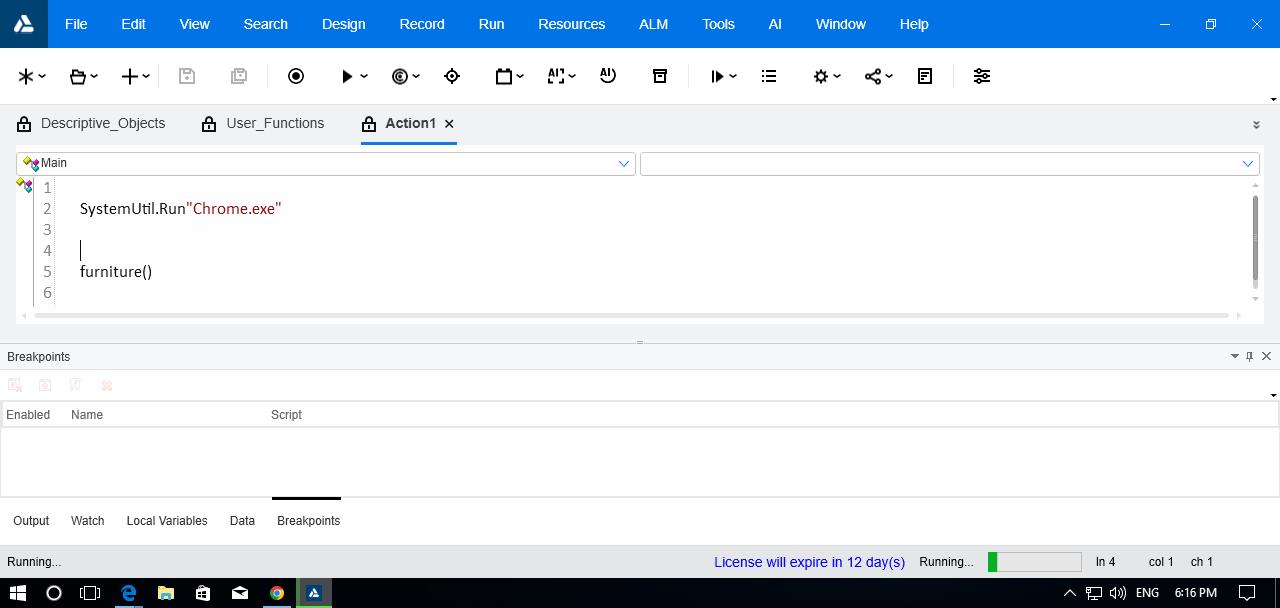 File Edit View Search Design Record Run Resources ALM Tools AI Window Help
Descriptive_Objects User_Functions Action1
Main
1
2 SystemUtil.Run"Chrome.exe"
3
4
5 furniture()
6
Breakpoints
Enabled Name Script
Output Watch Local Variables Data Breakpoints
Running... License will expire in 12 day(s) Running... ln 4 col 1 ch 1
ENG 6:16 PM